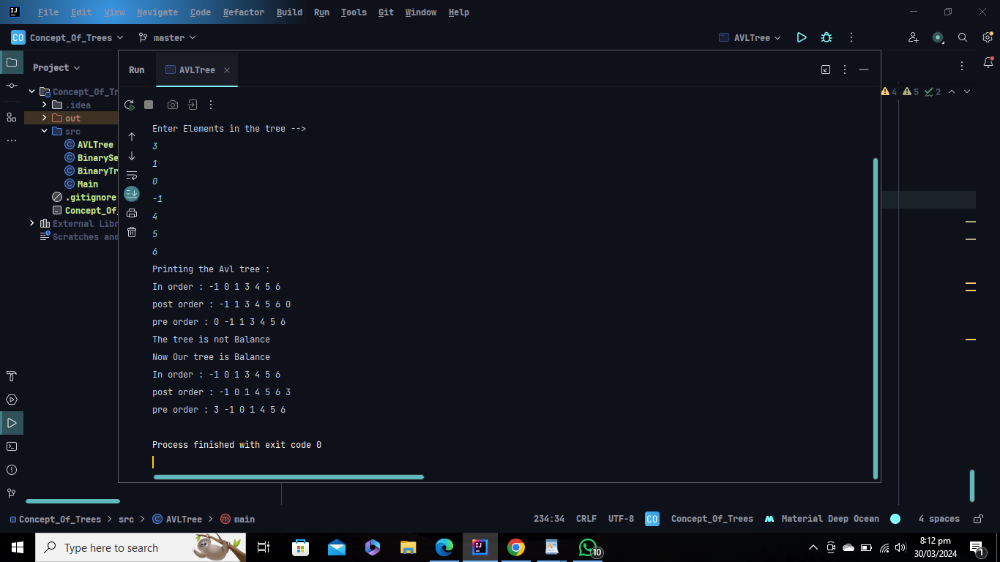 File Edit View Navigate Code Refactor Build Run Tools Git Window Help
CO Concept_Of_Trees master AVLTree
Project
Run AVLTree
Concept_Of_Tr
4 5 2
.idea
out
src
AVLTree
BinarySe
BinaryTr
Main
.gitignore
Concept_Of_
External Libr
Scratches and
Enter Elements in the tree -->
3
1
0
-1
4
5
6
Printing the Avl tree :
In order : -1 0 1 3 4 5 6
post order : -1 1 3 4 5 6 0
pre order : 0 -1 1 3 4 5 6
The tree is not Balance
Now Our tree is Balance
In order : -1 0 1 3 4 5 6
post order : -1 0 1 4 5 6 3
pre order : 3 -1 0 1 4 5 6
Process finished with exit code 0
Concept_Of_Trees > src > AVLTree > main 234:34 CRLF UTF-8 CO Concept_Of_Trees Material Deep Ocean 4 spaces
Type here to search 10 8:12 pm
30/03/2024 1